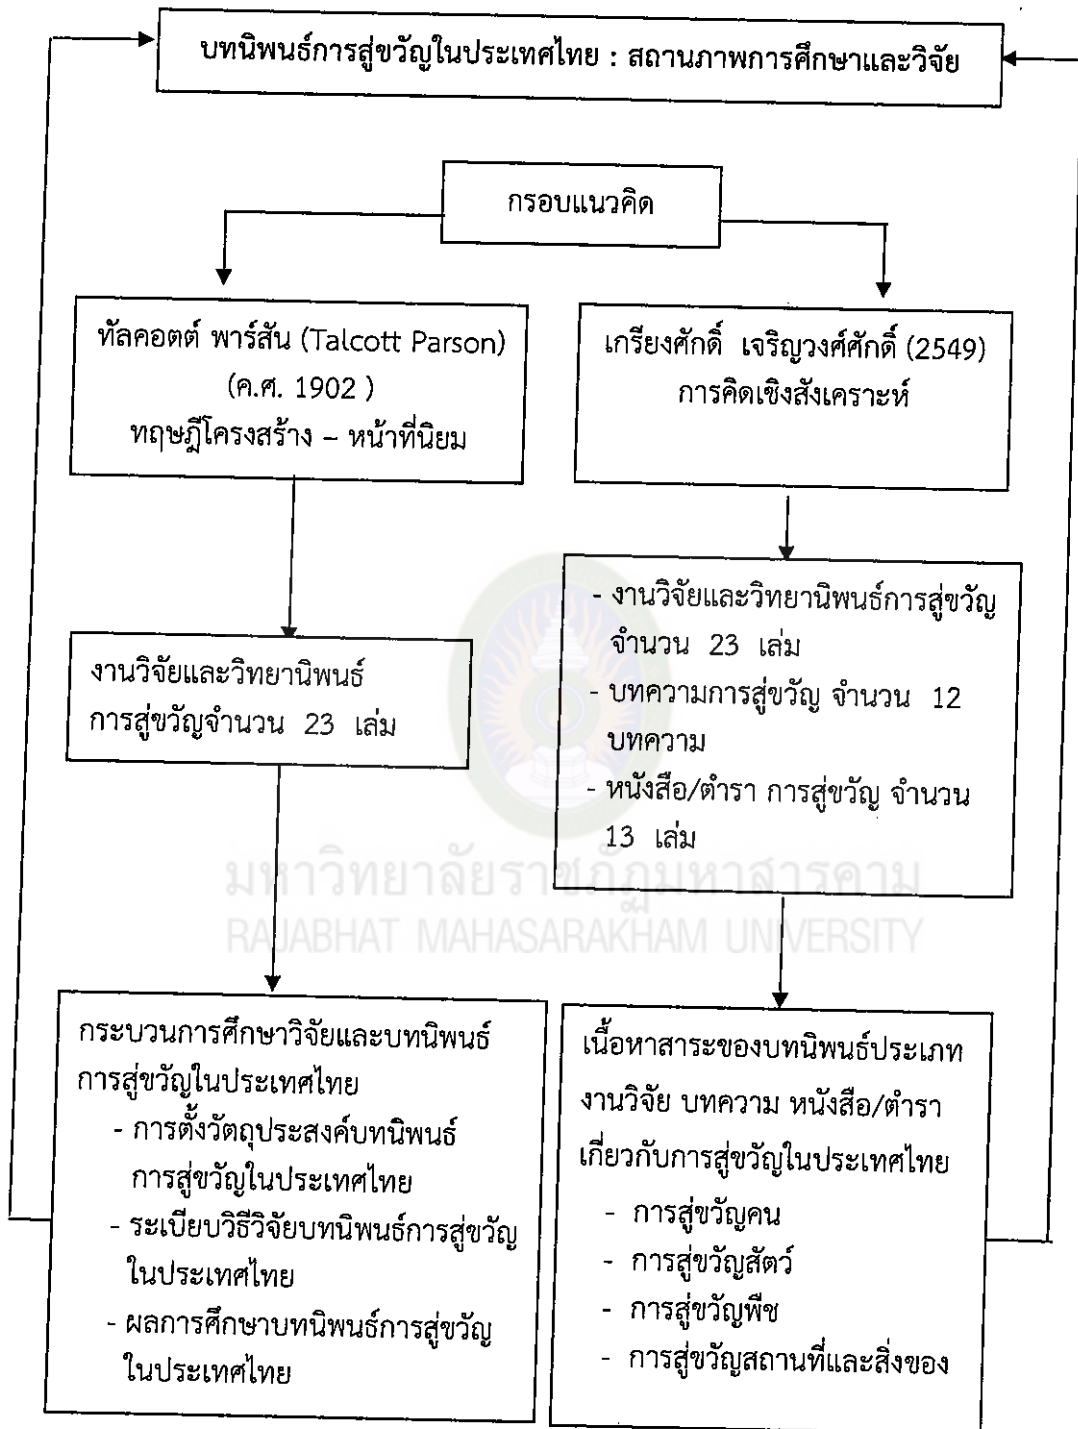 บทนิพนธ์การสู่ขวัญในประเทศไทย : สถานภาพการศึกษาและวิจัย
กรอบแนวคิด
ทัลคอตต์ พาร์สัน (Talcott Parson)
(ค.ศ. 1902 )
ทฤษฎีโครงสร้าง – หน้าที่นิยม
เกรียงศักดิ์ เจริญวงศ์ศักดิ์ (2549)
การคิดเชิงสังเคราะห์
งานวิจัยและวิทยานิพนธ์
การสู่ขวัญจำนวน 23 เล่ม
- งานวิจัยและวิทยานิพนธ์การสู่ขวัญ
จำนวน 23 เล่ม
- บทความการสู่ขวัญ จำนวน 12
บทความ
- หนังสือ/ตำรา การสู่ขวัญ จำนวน
13 เล่ม
มหาวิทยาลัยราชภัฏมหาสารคาม
RAJABHAT MAHASARAKHAM UNIVERSITY
กระบวนการศึกษาวิจัยและบทนิพนธ์
การสู่ขวัญในประเทศไทย
- การตั้งวัตถุประสงค์บทนิพนธ์
การสู่ขวัญในประเทศไทย
- ระเบียบวิธีวิจัยบทนิพนธ์การสู่ขวัญ
ในประเทศไทย
- ผลการศึกษาบทนิพนธ์การสู่ขวัญ
ในประเทศไทย
เนื้อหาสาระของบทนิพนธ์ประเภท
งานวิจัย บทความ หนังสือ/ตำรา
เกี่ยวกับการสู่ขวัญในประเทศไทย
- การสู่ขวัญคน
- การสู่ขวัญสัตว์
- การสู่ขวัญพืช
- การสู่ขวัญสถานที่และสิ่งของ